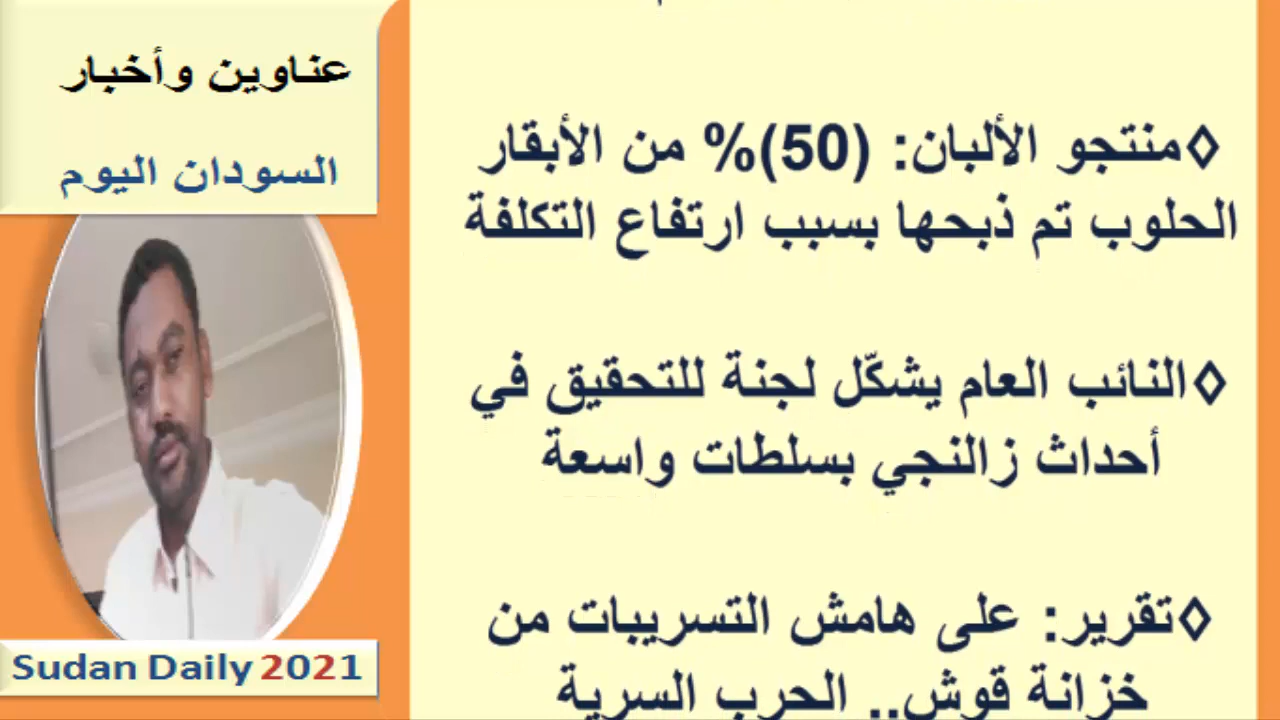 عناوين وأخبار
السودان اليوم
◊منتجو الألبان: (50)% من الأبقار
الحلوب تم ذبحها بسبب ارتفاع التكلفة
◊النائب العام يشكّل لجنة للتحقيق في
أحداث زالنجي بسلطات واسعة
◊تقرير: على هامش التسريبات من
خزانة قوش.. الحرب السرية
Sudan Daily 2021